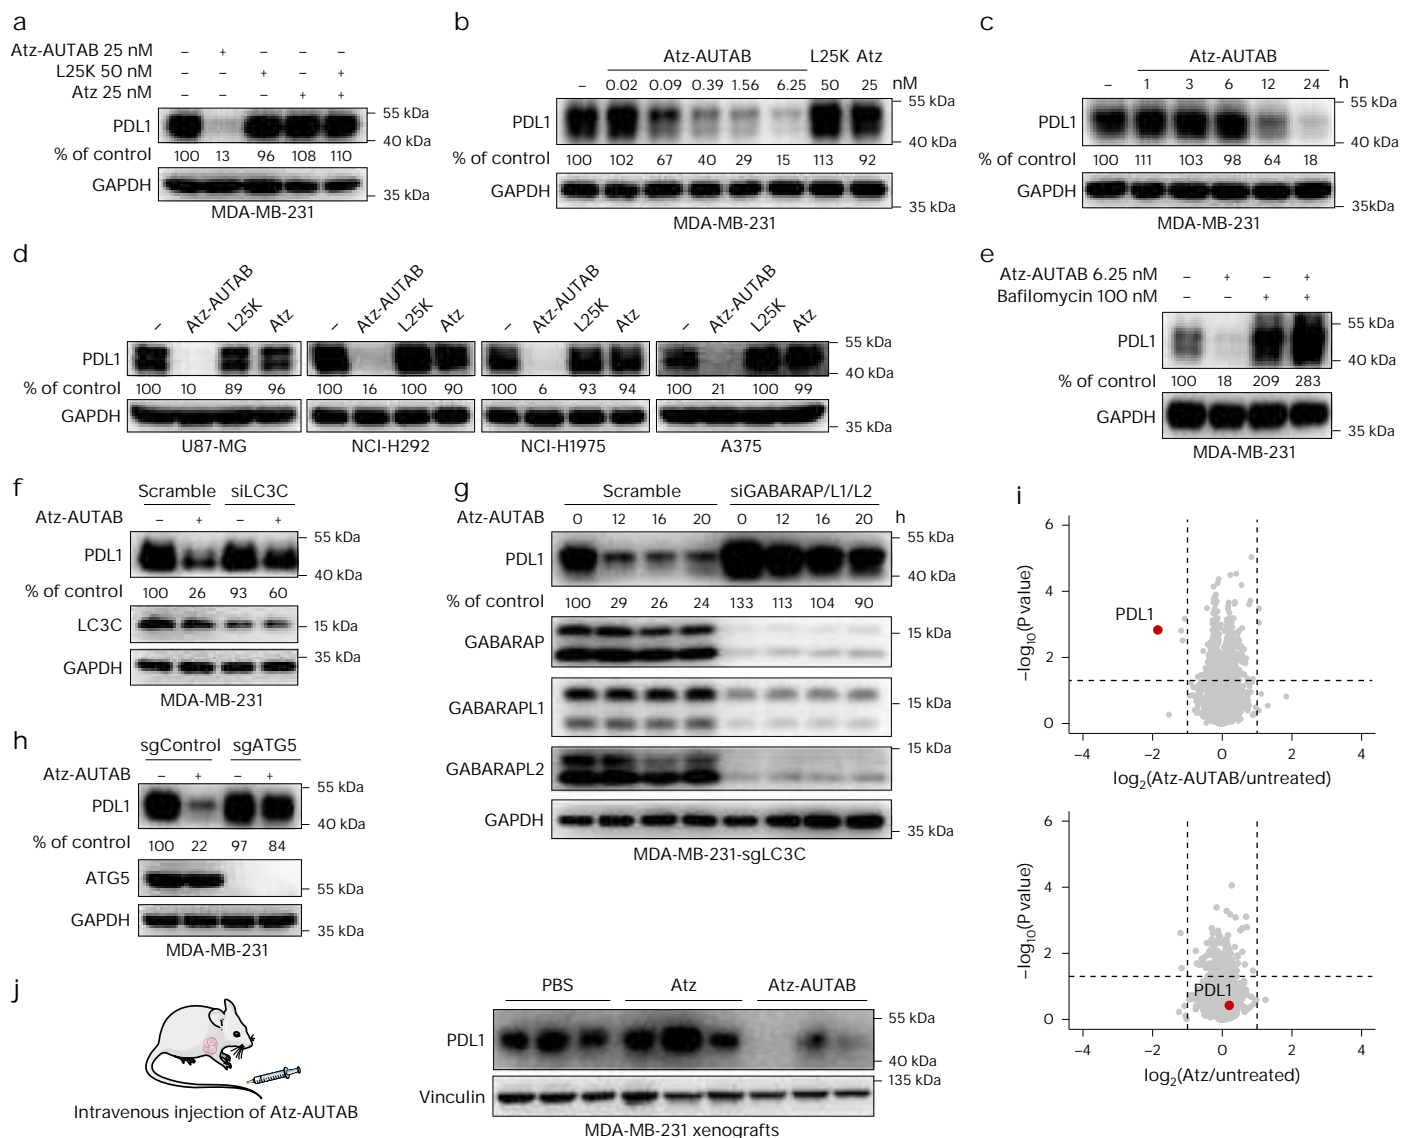 a
Atz-AUTAB 25 nM – + – – –
L25K 50 nM – – + – +
Atz 25 nM – – – + +
PDL1 55 kDa 40 kDa
% of control 100 13 96 108 110
GAPDH 35 kDa
MDA-MB-231
b
Atz-AUTAB L25K Atz
– 0.02 0.09 0.39 1.56 6.25 50 25 nM
PDL1 55 kDa 40 kDa
% of control 100 102 67 40 29 15 113 92
GAPDH 35 kDa
MDA-MB-231
c
Atz-AUTAB
– 1 3 6 12 24 h
PDL1 55 kDa 40 kDa
% of control 100 111 103 98 64 18
GAPDH 35kDa
MDA-MB-231
d
– Atz-AUTAB L25K Atz – Atz-AUTAB L25K Atz – Atz-AUTAB L25K Atz – Atz-AUTAB L25K Atz
PDL1 55 kDa 40 kDa
% of control 100 10 89 96 100 16 100 90 100 6 93 94 100 21 100 99
GAPDH 35 kDa
U87-MG NCI-H292 NCI-H1975 A375
e
Atz-AUTAB 6.25 nM – + – +
Bafilomycin 100 nM – – + +
PDL1 55 kDa 40 kDa
% of control 100 18 209 283
GAPDH 35 kDa
MDA-MB-231
f
Scramble siLC3C
Atz-AUTAB – + – +
PDL1 55 kDa 40 kDa
% of control 100 26 93 60
LC3C 15 kDa
GAPDH 35 kDa
MDA-MB-231
g
Scramble siGABARAP/L1/L2
Atz-AUTAB 0 12 16 20 0 12 16 20 h
PDL1 55 kDa 40 kDa
% of control 100 29 26 24 133 113 104 90
GABARAP 15 kDa
GABARAPL1 15 kDa
GABARAPL2 15 kDa
GAPDH 35 kDa
MDA-MB-231-sgLC3C
h
sgControl sgATG5
Atz-AUTAB – + – +
PDL1 55 kDa 40 kDa
% of control 100 22 97 84
ATG5 55 kDa
GAPDH 35 kDa
MDA-MB-231
i
6
4
2
0
–log10(P value)
PDL1
–4 –2 0 2 4
log2(Atz-AUTAB/untreated)
6
4
2
0
–log10(P value)
PDL1
–4 –2 0 2 4
log2(Atz/untreated)
j
Intravenous injection of Atz-AUTAB
PBS Atz Atz-AUTAB
PDL1 55 kDa 40 kDa
Vinculin 135 kDa
MDA-MB-231 xenografts